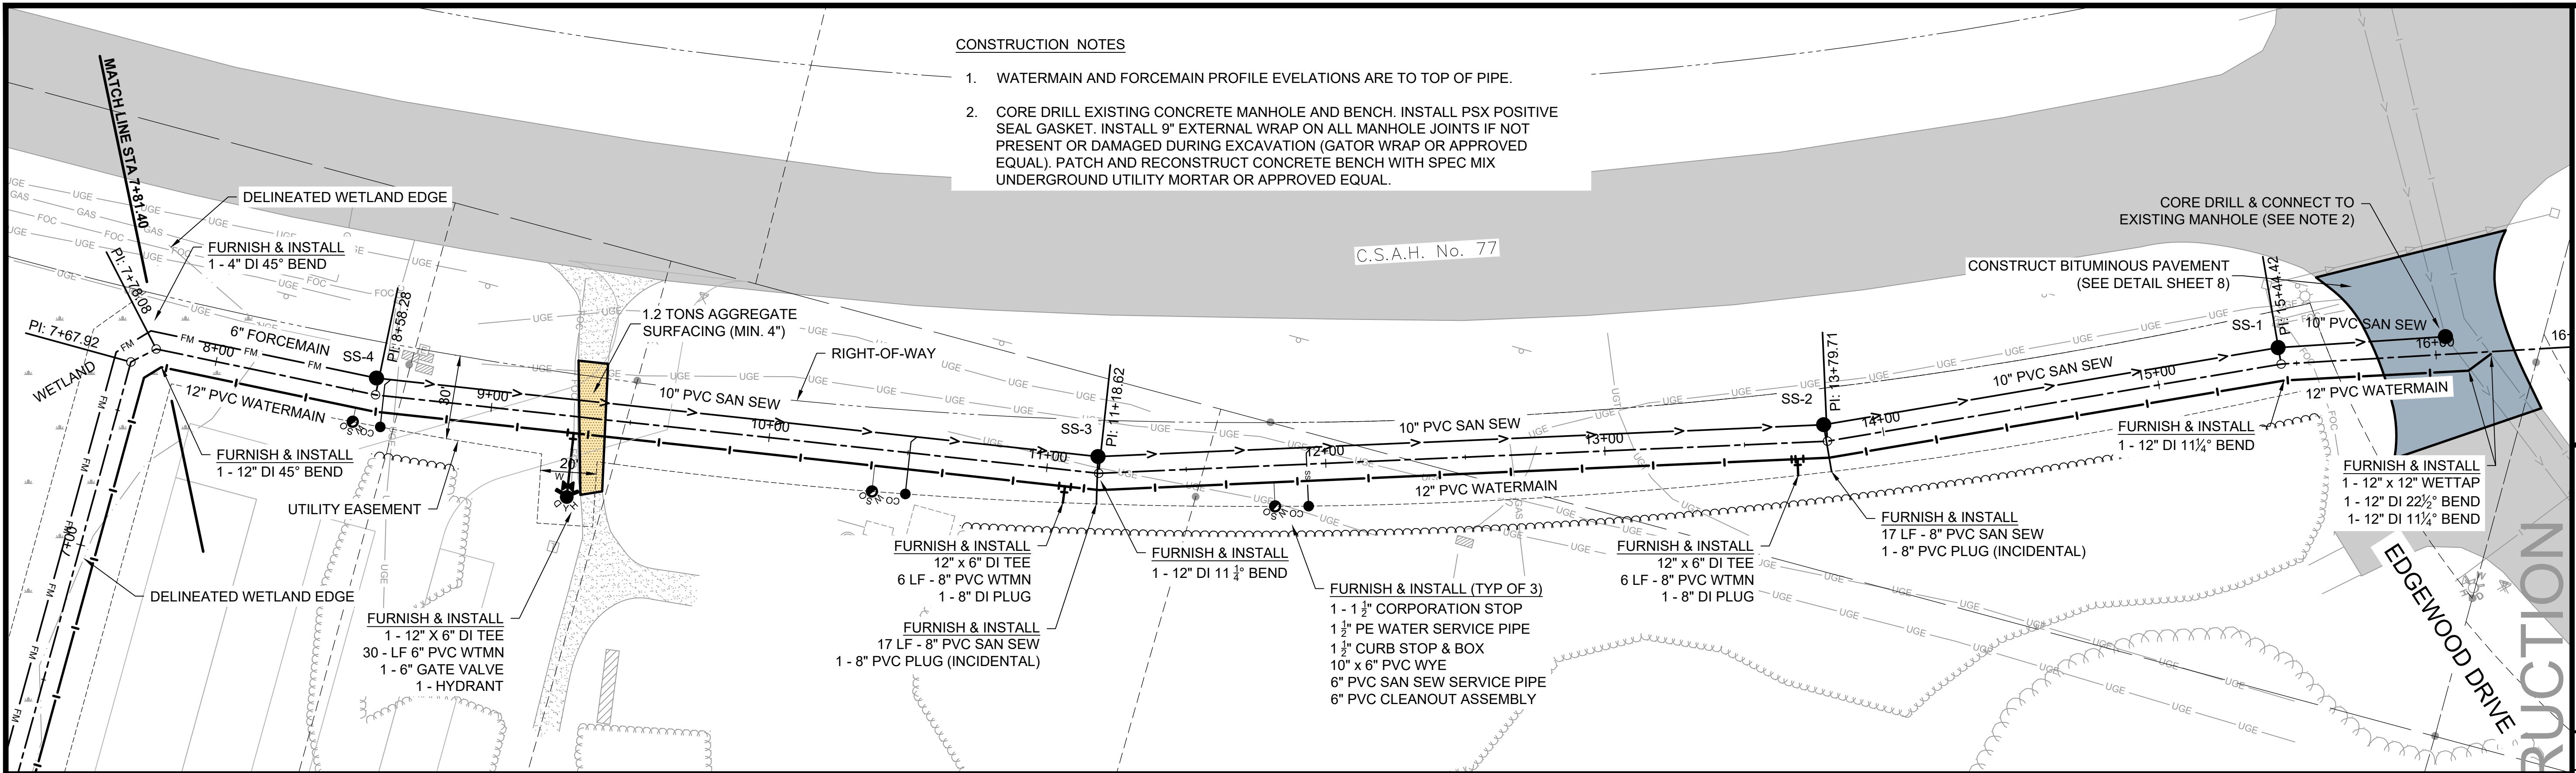 CONSTRUCTION NOTES
1. WATERMAIN AND FORCEMAIN PROFILE EVELATIONS ARE TO TOP OF PIPE.
2. CORE DRILL EXISTING CONCRETE MANHOLE AND BENCH. INSTALL PSX POSITIVE
SEAL GASKET. INSTALL 9" EXTERNAL WRAP ON ALL MANHOLE JOINTS IF NOT
PRESENT OR DAMAGED DURING EXCAVATION (GATOR WRAP OR APPROVED
EQUAL). PATCH AND RECONSTRUCT CONCRETE BENCH WITH SPEC MIX
UNDERGROUND UTILITY MORTAR OR APPROVED EQUAL.
MATCH LINE STA 7+81.40
DELINEATED WETLAND EDGE
FURNISH & INSTALL
1 - 4" DI 45° BEND
PI: 7+78.08
PI: 7+67.92
WETLAND
6" FORCEMAIN
8+00
SS-4
PI: 8+58.28
12" PVC WATERMAIN
FURNISH & INSTALL
1 - 12" DI 45° BEND
30'
9+00
UTILITY EASEMENT
7+00
DELINEATED WETLAND EDGE
1.2 TONS AGGREGATE
SURFACING (MIN. 4")
RIGHT-OF-WAY
20'
HYD
FURNISH & INSTALL
1 - 12" X 6" DI TEE
30 - LF 6" PVC WTMN
1 - 6" GATE VALVE
1 - HYDRANT
10" PVC SAN SEW
10+00
SS-3
PI: 11+18.62
11+00
FURNISH & INSTALL
12" x 6" DI TEE
6 LF - 8" PVC WTMN
1 - 8" DI PLUG
FURNISH & INSTALL
17 LF - 8" PVC SAN SEW
1 - 8" PVC PLUG (INCIDENTAL)
FURNISH & INSTALL
1 - 12" DI 11 ¼° BEND
C.S.A.H. No. 77
12+00
10" PVC SAN SEW
12" PVC WATERMAIN
13+00
FURNISH & INSTALL (TYP OF 3)
1 - 1 ½" CORPORATION STOP
1 ½" PE WATER SERVICE PIPE
1 ½" CURB STOP & BOX
10" x 6" PVC WYE
6" PVC SAN SEW SERVICE PIPE
6" PVC CLEANOUT ASSEMBLY
FURNISH & INSTALL
12" x 6" DI TEE
6 LF - 8" PVC WTMN
1 - 8" DI PLUG
SS-2
PI: 13+79.71
14+00
FURNISH & INSTALL
17 LF - 8" PVC SAN SEW
1 - 8" PVC PLUG (INCIDENTAL)
10" PVC SAN SEW
15+00
CORE DRILL & CONNECT TO
EXISTING MANHOLE (SEE NOTE 2)
CONSTRUCT BITUMINOUS PAVEMENT
(SEE DETAIL SHEET 8)
SS-1
PI: 15+44.42
10" PVC SAN SEW
16+00
12" PVC WATERMAIN
FURNISH & INSTALL
1 - 12" DI 11¼° BEND
FURNISH & INSTALL
1 - 12" x 12" WETTAP
1 - 12" DI 22½° BEND
1- 12" DI 11¼° BEND
EDGEWOOD DRIVE
RUCTION